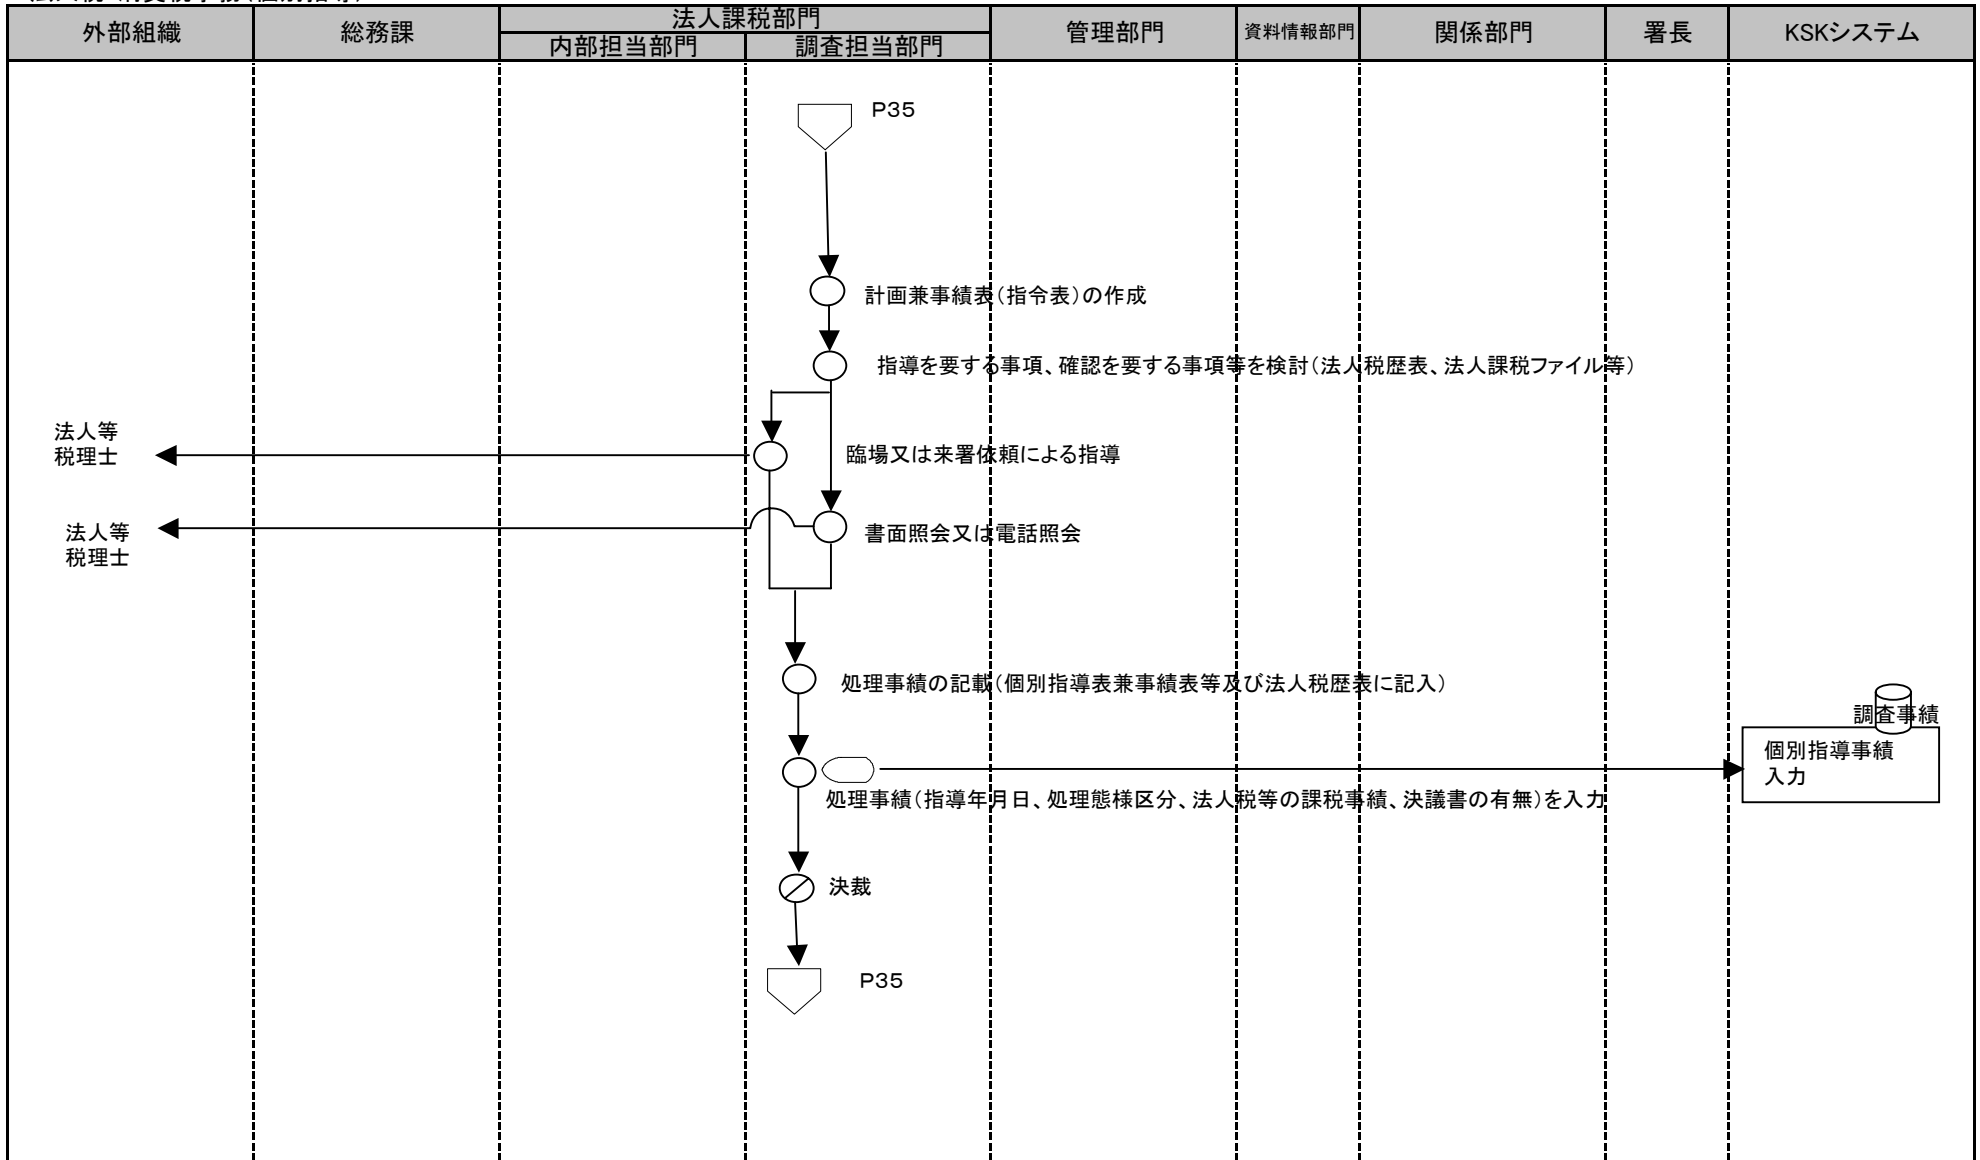 外部組織
総務課
法人課税部門
内部担当部門
調査担当部門
管理部門
資料情報部門
関係部門
署長
KSKシステム
P35
計画兼事績表(指令表)の作成
指導を要する事項、確認を要する事項等を検討(法人税歴表、法人課税ファイル等)
法人等
税理士
臨場又は来署依頼による指導
法人等
税理士
書面照会又は電話照会
処理事績の記載(個別指導表兼事績表等及び法人税歴表に記入)
調査事績
個別指導事績
入力
処理事績(指導年月日、処理態様区分、法人税等の課税事績、決議書の有無)を入力
決裁
P35